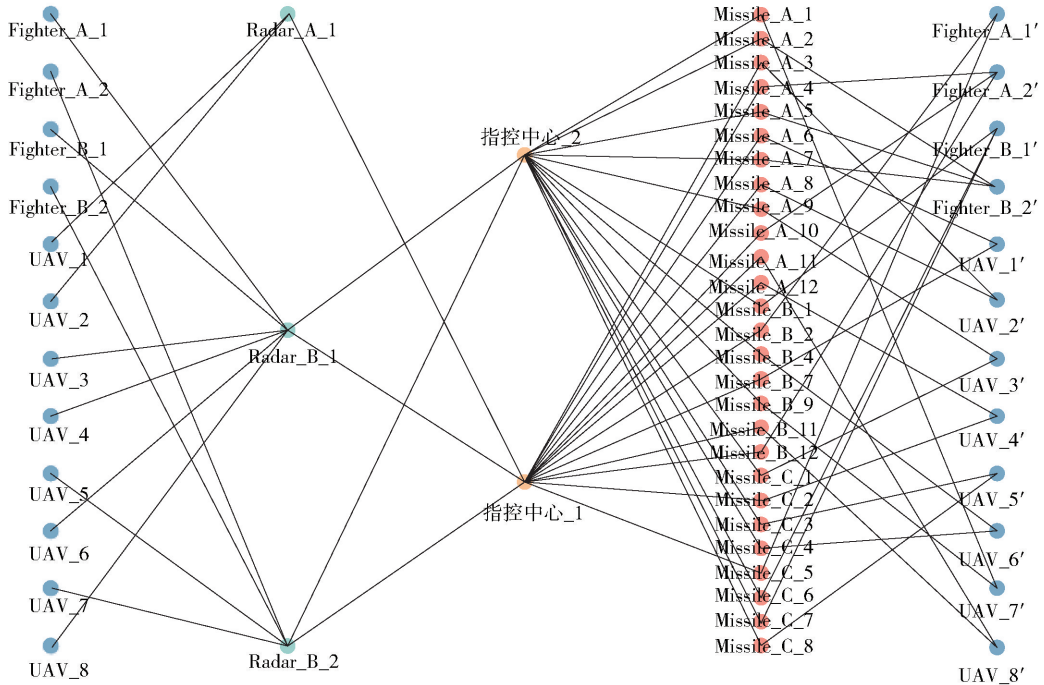 Fighter_A_1
Fighter_A_2
Fighter_B_1
Fighter_B_2
UAV_1
UAV_2
UAV_3
UAV_4
UAV_5
UAV_6
UAV_7
UAV_8
Radar_A_1
Radar_B_1
Radar_B_2
指控中心_2
指控中心_1
Missile_A_1
Missile_A_2
Missile_A_3
Missile_A_4
Missile_A_5
Missile_A_6
Missile_A_7
Missile_A_8
Missile_A_9
Missile_A_10
Missile_A_11
Missile_A_12
Missile_B_1
Missile_B_2
Missile_B_4
Missile_B_7
Missile_B_9
Missile_B_11
Missile_B_12
Missile_C_1
Missile_C_2
Missile_C_3
Missile_C_4
Missile_C_5
Missile_C_6
Missile_C_7
Missile_C_8
Fighter_A_1′
Fighter_A_2′
Fighter_B_1′
Fighter_B_2′
UAV_1′
UAV_2′
UAV_3′
UAV_4′
UAV_5′
UAV_6′
UAV_7′
UAV_8′